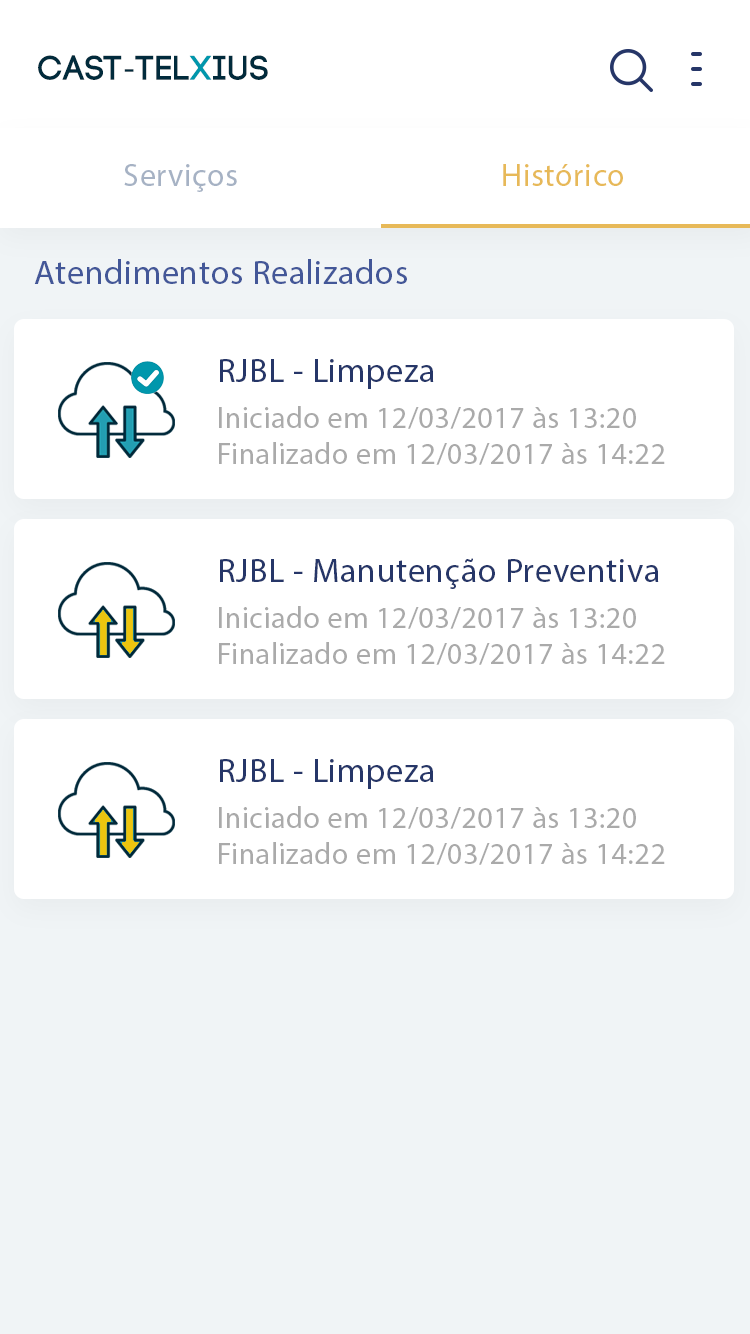 CAST-TELXIUS
Serviços
Histórico
Atendimentos Realizados
RJBL - Limpeza
Iniciado em 12/03/2017 às 13:20
Finalizado em 12/03/2017 às 14:22
RJBL - Manutenção Preventiva
Iniciado em 12/03/2017 às 13:20
Finalizado em 12/03/2017 às 14:22
RJBL - Limpeza
Iniciado em 12/03/2017 às 13:20
Finalizado em 12/03/2017 às 14:22